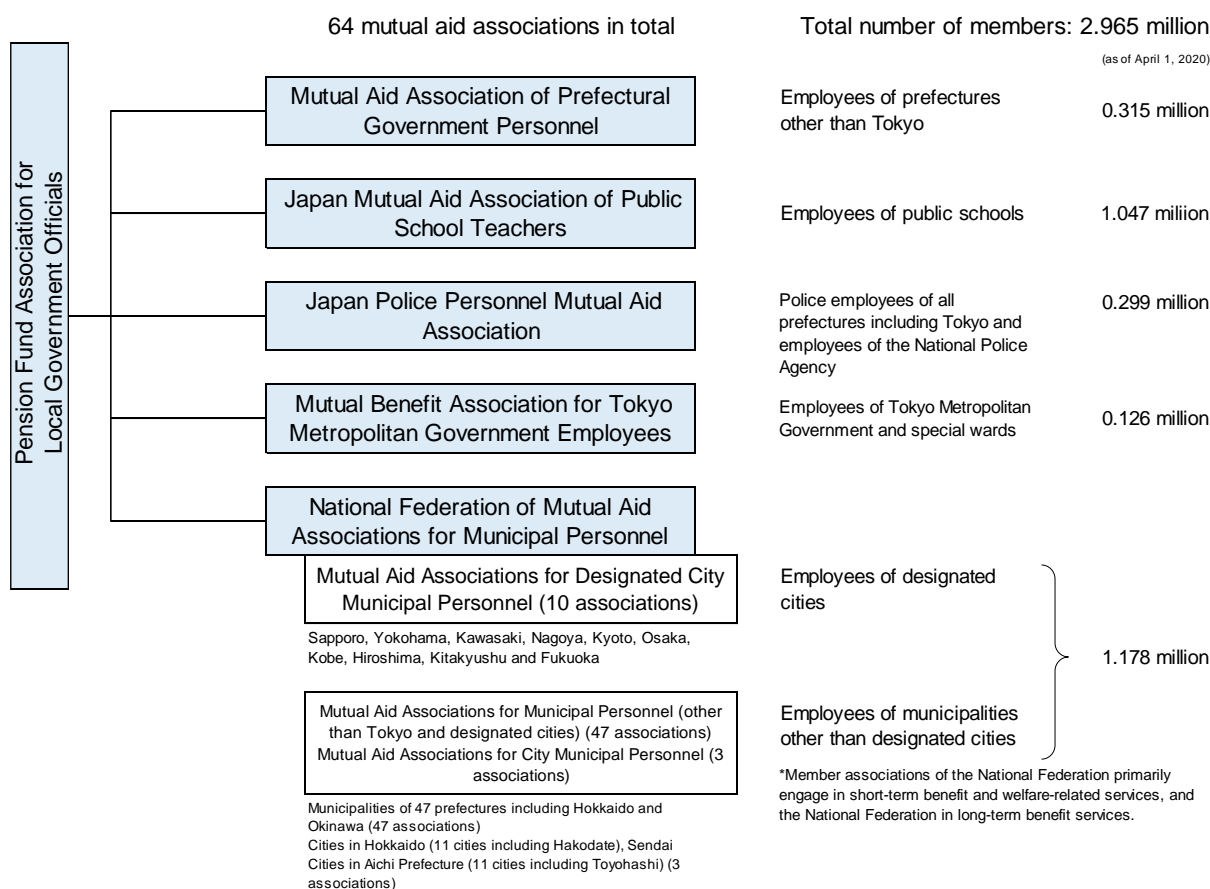 64 mutual aid associations in total
Total number of members: 2.965 million
(as of April 1, 2020)
Pension Fund Association for
Local Government Officials
Mutual Aid Association of Prefectural
Government Personnel
Employees of prefectures
other than Tokyo
0.315 million
Japan Mutual Aid Association of Public
School Teachers
Employees of public schools
1.047 miliion
Japan Police Personnel Mutual Aid
Association
Police employees of all
prefectures including Tokyo and
employees of the National Police
Agency
0.299 million
Mutual Benefit Association for Tokyo
Metropolitan Government Employees
Employees of Tokyo Metropolitan
Government and special wards
0.126 million
National Federation of Mutual Aid
Associations for Municipal Personnel
Mutual Aid Associations for Designated City
Municipal Personnel (10 associations)
Employees of designated
cities
Sapporo, Yokohama, Kawasaki, Nagoya, Kyoto, Osaka,
Kobe, Hiroshima, Kitakyushu and Fukuoka
1.178 million
Mutual Aid Associations for Municipal Personnel (other
than Tokyo and designated cities) (47 associations)
Mutual Aid Associations for City Municipal Personnel (3
associations)
Employees of municipalities
other than designated cities
*Member associations of the National Federation primarily
engage in short-term benefit and welfare-related services, and
the National Federation in long-term benefit services.
Municipalities of 47 prefectures including Hokkaido and
Okinawa (47 associations)
Cities in Hokkaido (11 cities including Hakodate), Sendai
Cities in Aichi Prefecture (11 cities including Toyohashi) (3
associations)